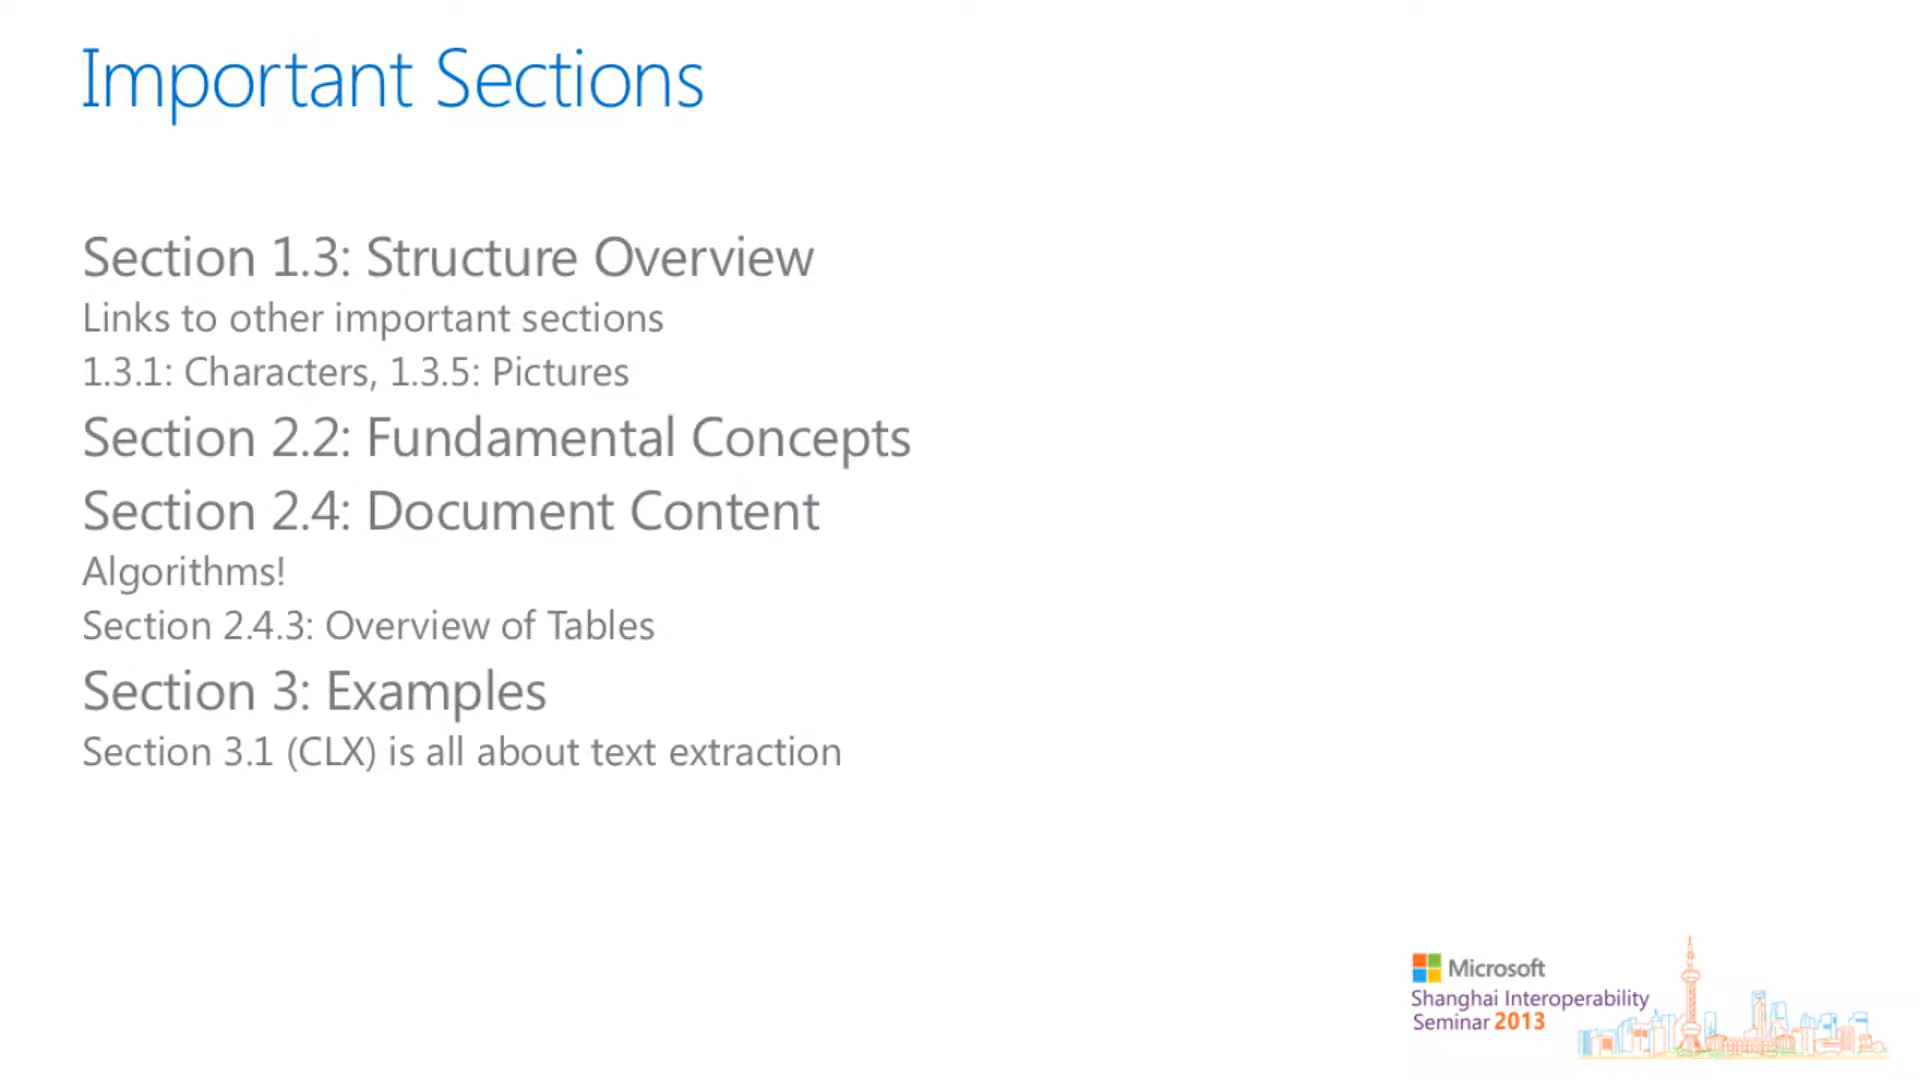 Important Sections
Section 1.3: Structure Overview
Links to other important sections
1.3.1: Characters, 1.3.5: Pictures
Section 2.2: Fundamental Concepts
Section 2.4: Document Content
Algorithms!
Section 2.4.3: Overview of Tables
Section 3: Examples
Section 3.1 (CLX) is all about text extraction
Microsoft
Shanghai Interoperability
Seminar 2013